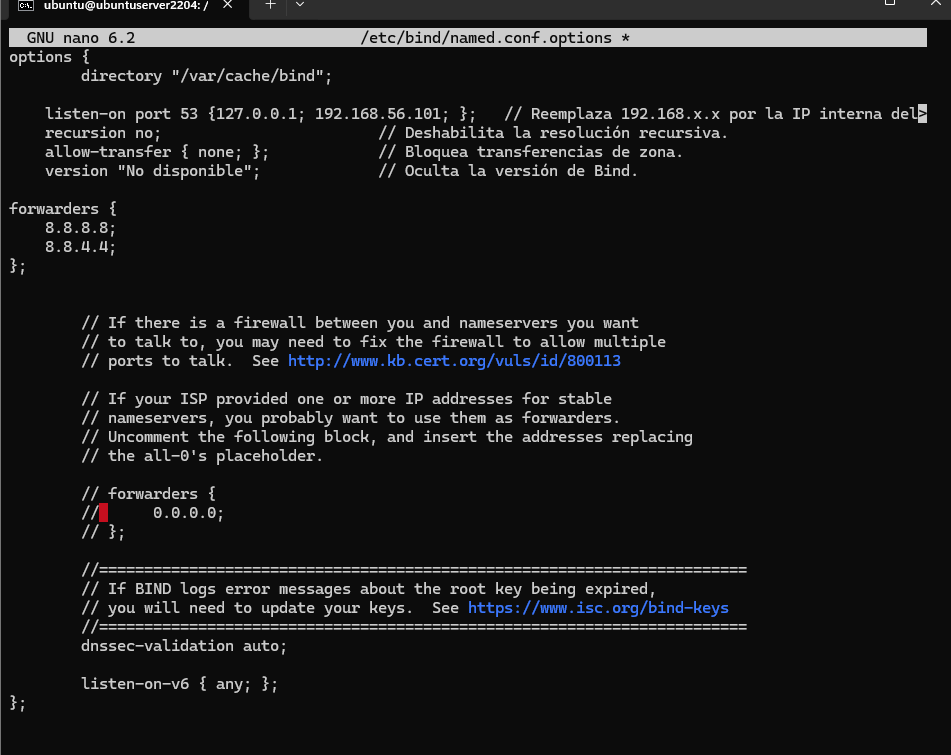 ubuntu@ubuntuserver2204: /
GNU nano 6.2 /etc/bind/named.conf.options *
options {
directory "/var/cache/bind";
listen-on port 53 {127.0.0.1; 192.168.56.101; }; // Reemplaza 192.168.x.x por la IP interna del>
recursion no; // Deshabilita la resolución recursiva.
allow-transfer { none; }; // Bloquea transferencias de zona.
version "No disponible"; // Oculta la versión de Bind.
forwarders {
8.8.8.8;
8.8.4.4;
};
// If there is a firewall between you and nameservers you want
// to talk to, you may need to fix the firewall to allow multiple
// ports to talk.  See http://www.kb.cert.org/vuls/id/800113
// If your ISP provided one or more IP addresses for stable
// nameservers, you probably want to use them as forwarders.
// Uncomment the following block, and insert the addresses replacing
// the all-0's placeholder.
// forwarders {
// 0.0.0.0;
// };
//========================================================================
// If BIND logs error messages about the root key being expired,
// you will need to update your keys.  See https://www.isc.org/bind-keys
//========================================================================
dnssec-validation auto;
listen-on-v6 { any; };
};